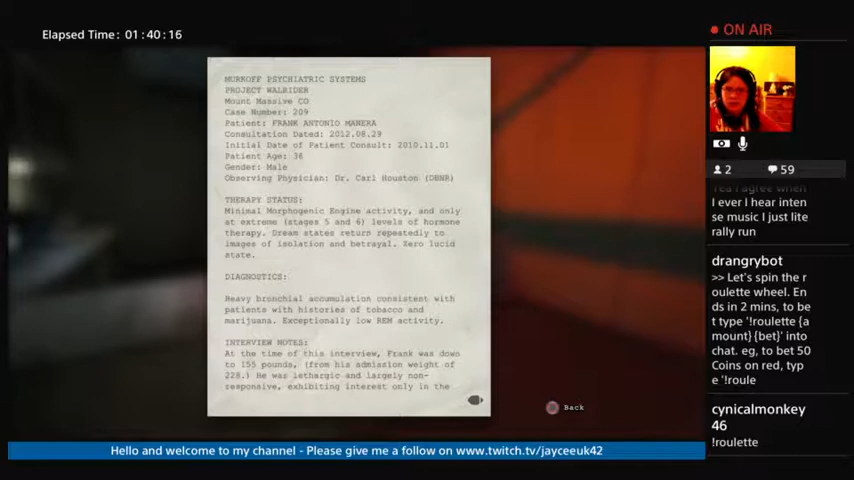 Elapsed Time: 01:40:16
MURKOFF PSYCHIATRIC SYSTEMS
PROJECT WALRIDER
Mount Massive CO
Case Number: 209
Patient: FRANK ANTONIO MANERA
Consultation Dated: 2012.08.29
Initial Date of Patient Consult: 2010.11.01
Patient Age: 36
Gender: Male
Observing Physician: Dr. Carl Houston (DBNR)
THERAPY STATUS:
Minimal Morphogenic Engine activity, and only
at extreme (stages 5 and 6) levels of hormone
therapy. Dream states return repeatedly to
images of isolation and betrayal. Zero lucid
state.
DIAGNOSTICS:
Heavy bronchial accumulation consistent with
patients with histories of tobacco and
marijuana. Exceptionally low REM activity.
INTERVIEW NOTES:
At the time of this interview, Frank was down
to 155 pounds, (from his admission weight of
228.) He was lethargic and largely non-
responsive, exhibiting interest only in the
Back
Hello and welcome to my channel - Please give me a follow on www.twitch.tv/jayceeuk42
ON AIR
2
59
Yea I agree when
I ever I hear inten
se music I just lite
rally run
drangrybot
>> Let's spin the r
oulette wheel. En
ds in 2 mins, to be
t type '!roulette {a
mount} {bet}' into
chat. eg, to bet 50
Coins on red, typ
e '!roule
cynicalmonkey
46
!roulette